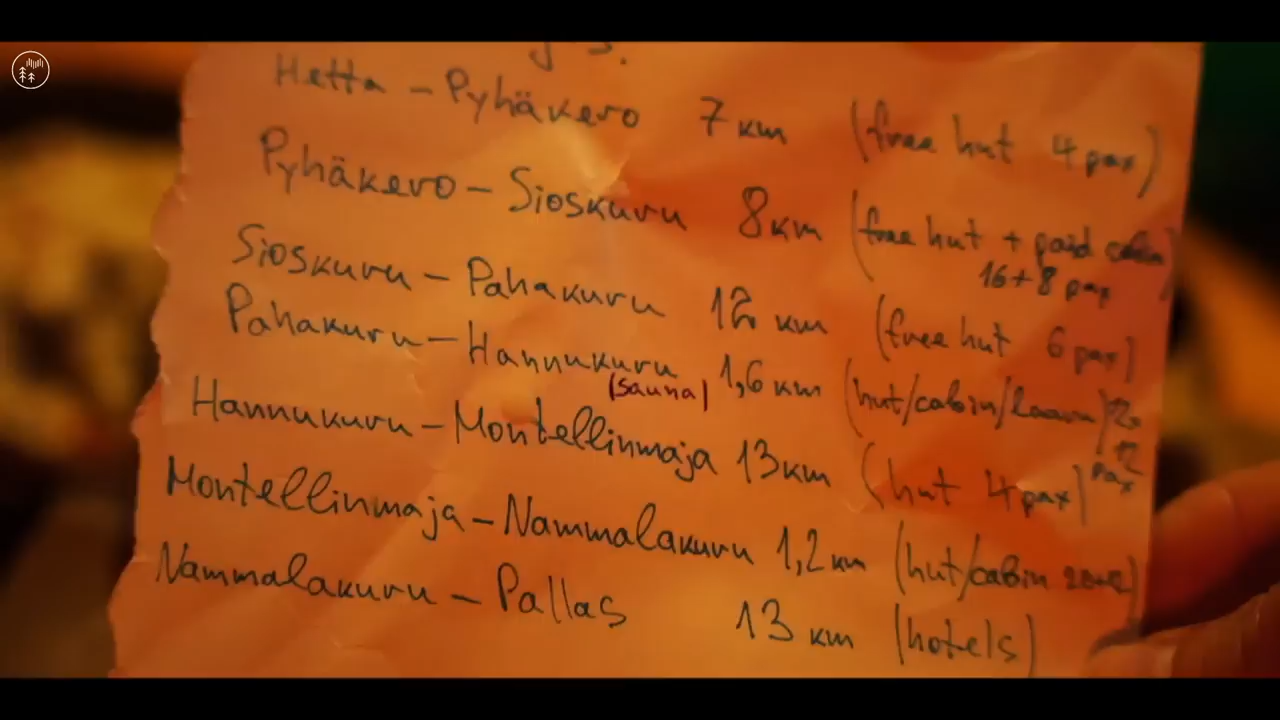 Hetta - Pyhäkero 7 km (free hut 4 pax)
Pyhäkero - Sioskuru 8 km (free hut + paid cabin
16+8 pax)
Sioskuru - Pahakuru 12 km (free hut 6 pax)
Pahakuru - Hannukuru 1,6 km (hut/cabin/laavu)
(sauna)
pax
Hannukuru - Montellinmaja 13 km (hut 4 pax)
Montellinmaja - Nammalakuru 1,2 km (hut/cabin
Nammalakuru - Pallas 13 km (hotels)